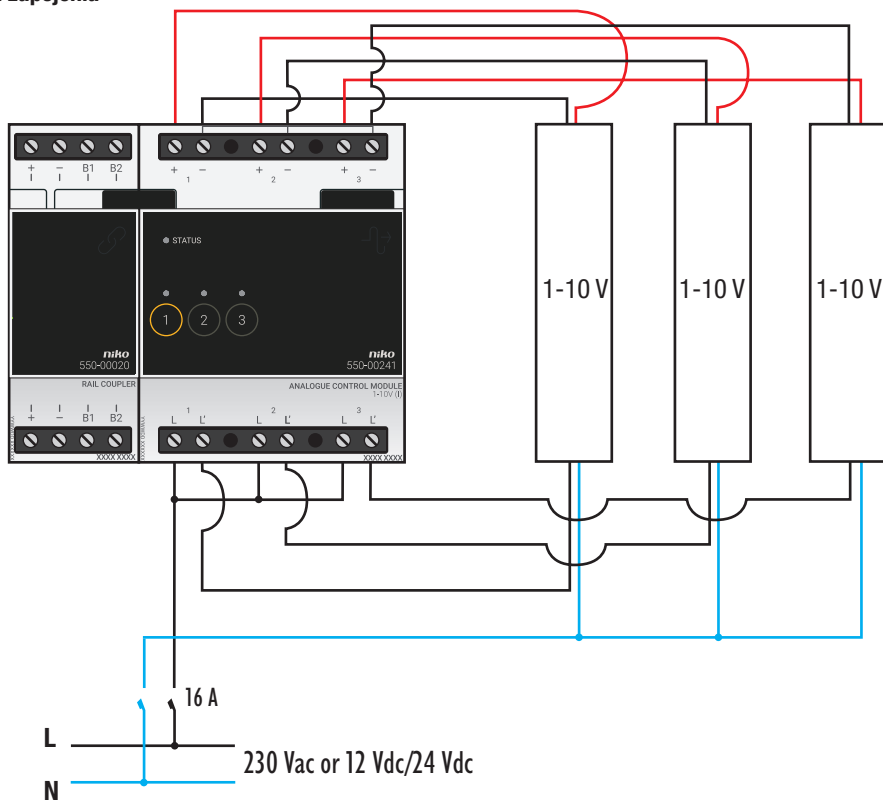 zapojenia
+ − B1 B2
+ − + − + −
1 2 3
STATUS
1 2 3
1-10 V
1-10 V
1-10 V
niko
550-00020
niko
550-00241
RAIL COUPLER
ANALOGUE CONTROL MODULE
1-10V (I)
+ − B1 B2
1 2 3
L L' L L' L L'
XXXX XXXX
XXXX XXXX
16 A
L
230 Vac or 12 Vdc/24 Vdc
N